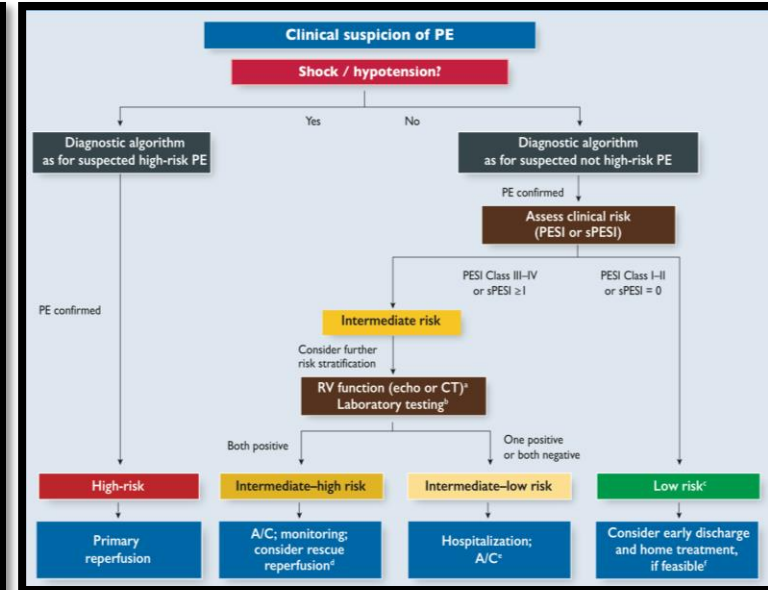 Clinical suspicion of PE
Shock / hypotension?
Yes
No
Diagnostic algorithm
as for suspected high-risk PE
Diagnostic algorithm
as for suspected not high-risk PE
PE confirmed
Assess clinical risk
(PESI or sPESI)
PESI Class III–IV
or sPESI ≥1
PESI Class I–II
or sPESI = 0
PE confirmed
Intermediate risk
Consider further
risk stratification
RV function (echo or CT)ᵃ
Laboratory testingᵇ
Both positive
One positive
or both negative
High-risk
Intermediate–high risk
Intermediate–low risk
Low riskᶜ
Primary
reperfusion
A/C; monitoring;
consider rescue
reperfusionᵈ
Hospitalization;
A/Cᵉ
Consider early discharge
and home treatment,
if feasibleᶠ